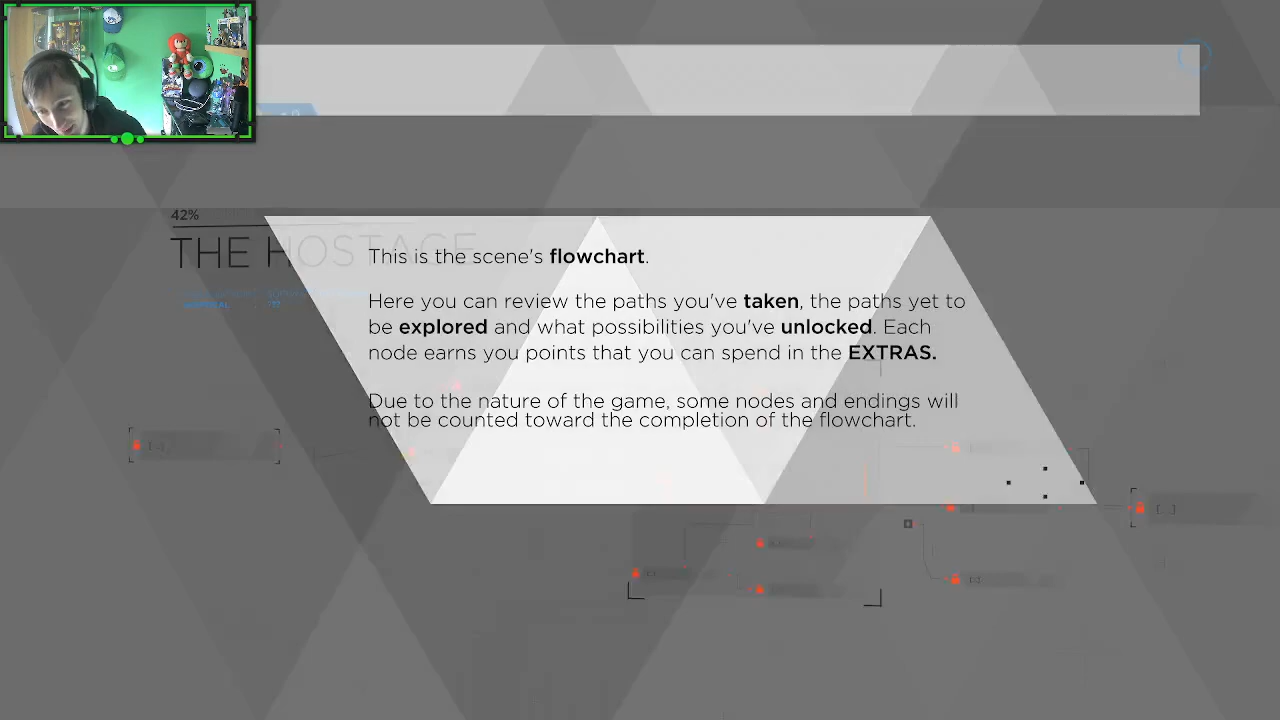 42%
THE HOSTAGE
This is the scene's flowchart.
Here you can review the paths you've taken, the paths yet to
be explored and what possibilities you've unlocked. Each
node earns you points that you can spend in the EXTRAS.
Due to the nature of the game, some nodes and endings will
not be counted toward the completion of the flowchart.